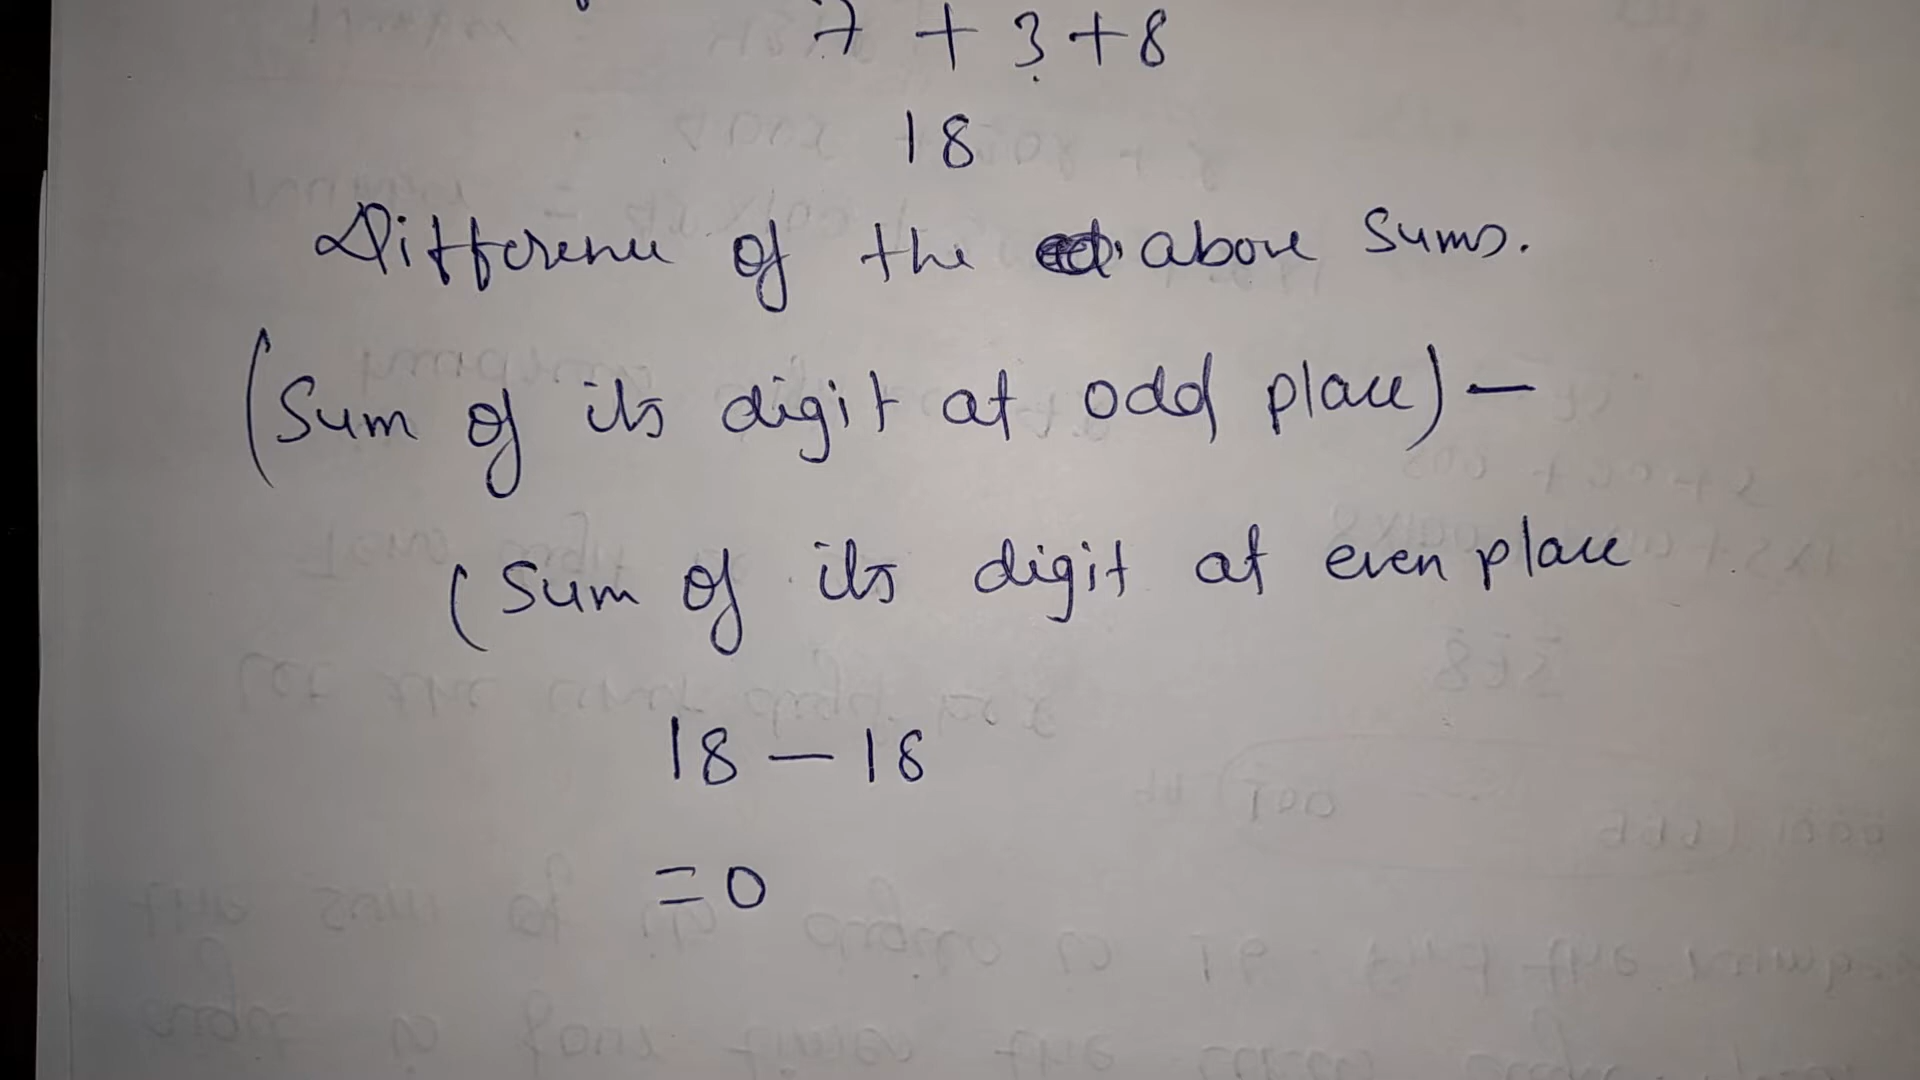 7 + 3 + 8
18
Difference of the above sums.
(Sum of its digit at odd place) —
(Sum of its digit at even place
18 — 18
= 0